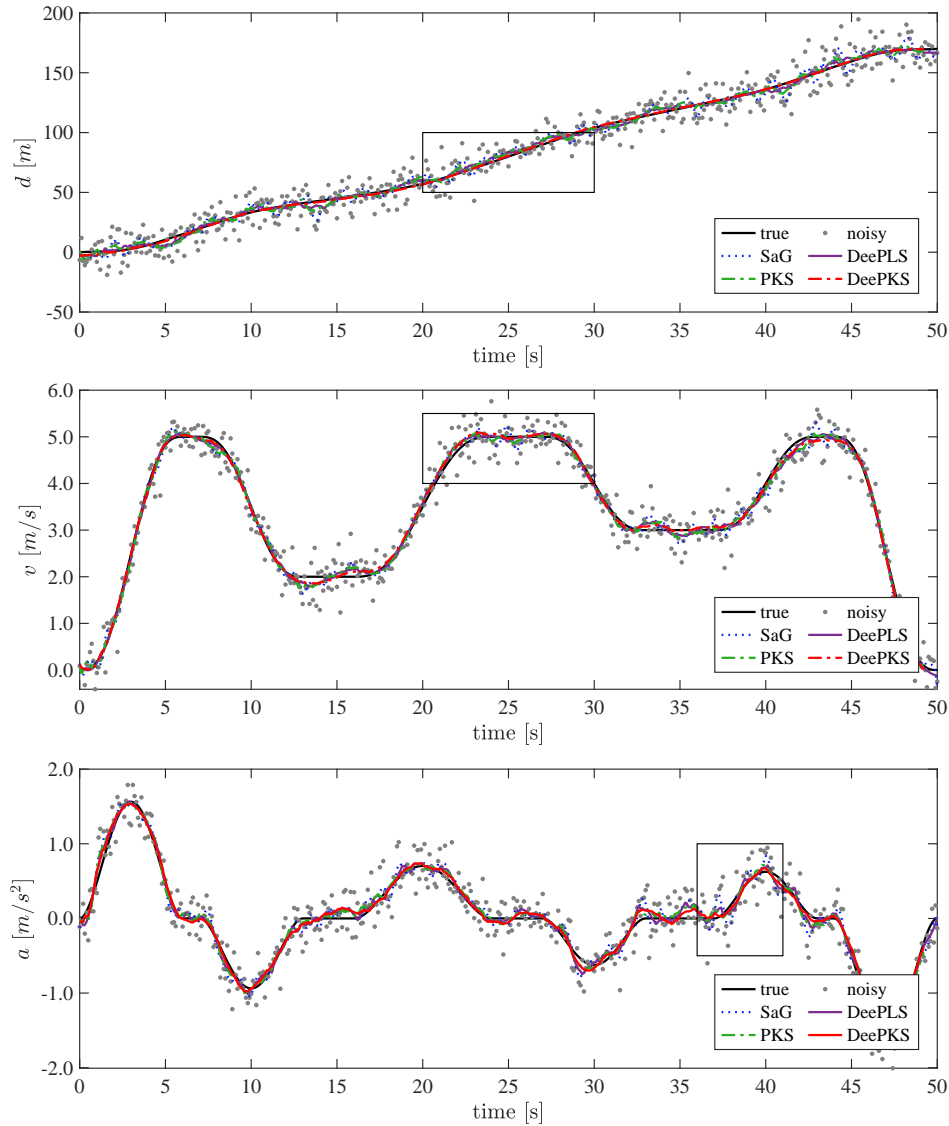 200
150
100
50
0
-50
d [m]
0 5 10 15 20 25 30 35 40 45 50
time [s]
true noisy
SaG DeePLS
PKS DeePKS
6.0
5.0
4.0
3.0
2.0
1.0
0.0
v [m/s]
0 5 10 15 20 25 30 35 40 45 50
time [s]
true noisy
SaG DeePLS
PKS DeePKS
2.0
1.0
0.0
-1.0
-2.0
a [m/s²]
0 5 10 15 20 25 30 35 40 45 50
time [s]
true noisy
SaG DeePLS
PKS DeePKS